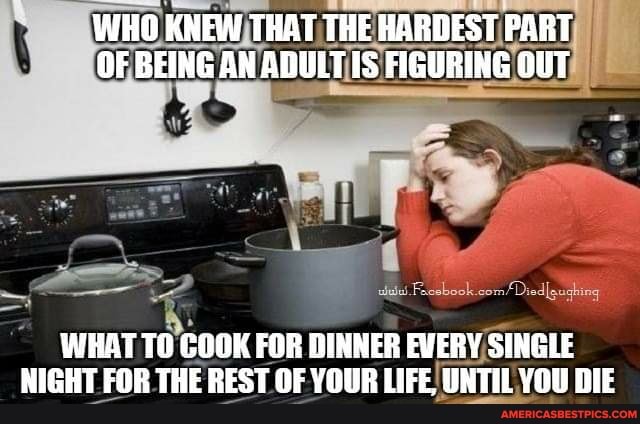 WHO KNEW THAT THE HARDEST PART
OF BEING AN ADULT IS FIGURING OUT
www.Facebook.com/DiedLaughing
WHAT TO COOK FOR DINNER EVERY SINGLE
NIGHT FOR THE REST OF YOUR LIFE, UNTIL YOU DIE
AMERICASBESTPICS.COM